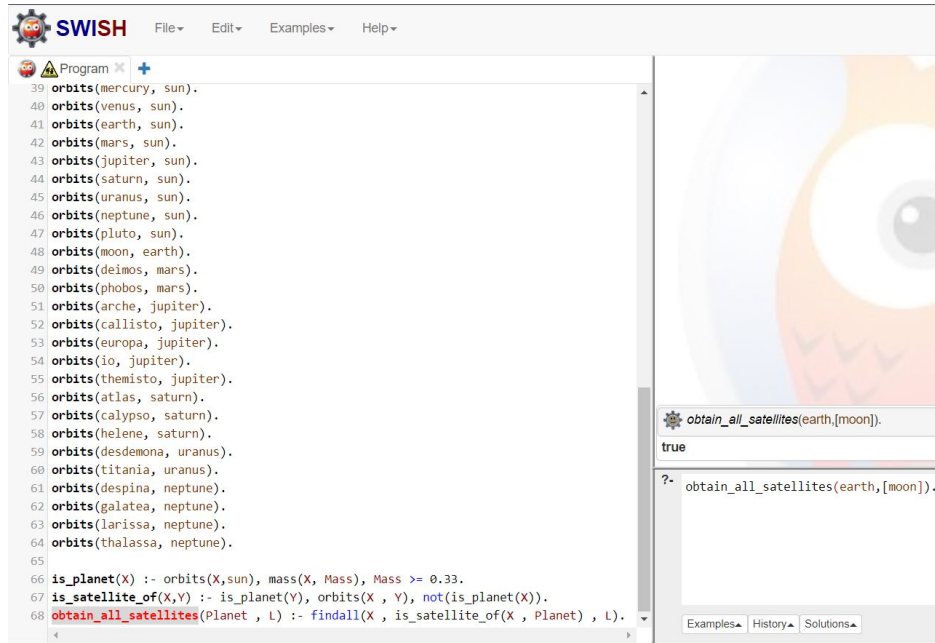 SWISH File Edit Examples Help
Program
39 orbits(mercury, sun).
40 orbits(venus, sun).
41 orbits(earth, sun).
42 orbits(mars, sun).
43 orbits(jupiter, sun).
44 orbits(saturn, sun).
45 orbits(uranus, sun).
46 orbits(neptune, sun).
47 orbits(pluto, sun).
48 orbits(moon, earth).
49 orbits(deimos, mars).
50 orbits(phobos, mars).
51 orbits(arche, jupiter).
52 orbits(callisto, jupiter).
53 orbits(europa, jupiter).
54 orbits(io, jupiter).
55 orbits(themisto, jupiter).
56 orbits(atlas, saturn).
57 orbits(calypso, saturn).
58 orbits(helene, saturn).
59 orbits(desdemona, uranus).
60 orbits(titania, uranus).
61 orbits(despina, neptune).
62 orbits(galatea, neptune).
63 orbits(larissa, neptune).
64 orbits(thalassa, neptune).
65
66 is_planet(X) :- orbits(X,sun), mass(X, Mass), Mass >= 0.33.
67 is_satellite_of(X,Y) :- is_planet(Y), orbits(X , Y), not(is_planet(X)).
68 obtain_all_satellites(Planet , L) :- findall(X , is_satellite_of(X , Planet) , L).
obtain_all_satellites(earth,[moon]).
true
?- obtain_all_satellites(earth,[moon]).
Examples History Solutions